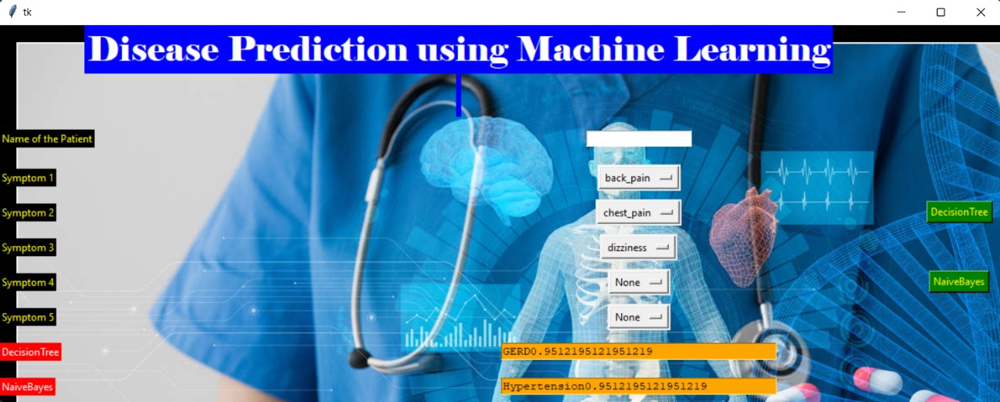 tk
Disease Prediction using Machine Learning
Name of the Patient
Symptom 1 back_pain
Symptom 2 chest_pain DecisionTree
Symptom 3 dizziness
Symptom 4 None NaiveBayes
Symptom 5 None
DecisionTree GERD0.9512195121951219
NaiveBayes Hypertension0.9512195121951219